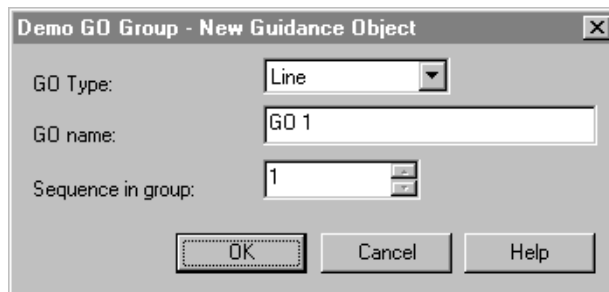 Demo GO Group - New Guidance Object
GO Type:
Line
GO name:
GO 1
Sequence in group:
1
OK
Cancel
Help